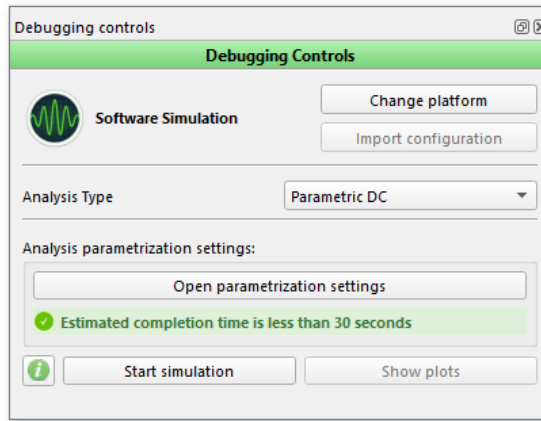 Debugging controls
Debugging Controls
Software Simulation
Change platform
Import configuration
Analysis Type
Parametric DC
Analysis parametrization settings:
Open parametrization settings
Estimated completion time is less than 30 seconds
Start simulation
Show plots